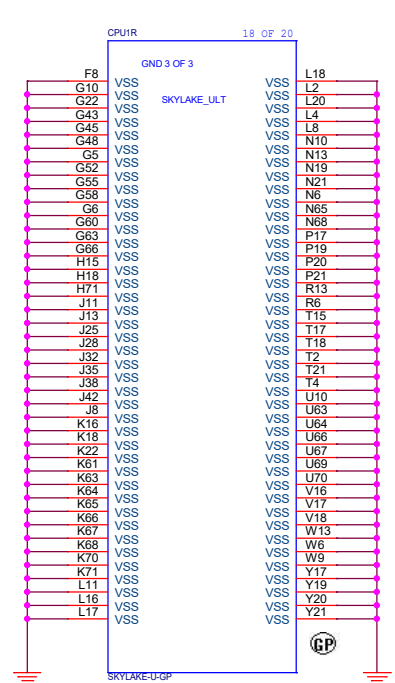 CPU1R 18 OF 20
GND 3 OF 3
SKYLAKE_ULT
F8 VSS VSS L18
G10 VSS VSS L2
G22 VSS VSS L20
G43 VSS VSS L4
G45 VSS VSS L8
G48 VSS VSS N10
G5 VSS VSS N13
G52 VSS VSS N19
G55 VSS VSS N21
G58 VSS VSS N6
G6 VSS VSS N65
G60 VSS VSS N68
G63 VSS VSS P17
G66 VSS VSS P19
H15 VSS VSS P20
H18 VSS VSS P21
H71 VSS VSS R13
J11 VSS VSS R6
J13 VSS VSS T15
J25 VSS VSS T17
J28 VSS VSS T18
J32 VSS VSS T2
J35 VSS VSS T21
J38 VSS VSS T4
J42 VSS VSS U10
J8 VSS VSS U63
K16 VSS VSS U64
K18 VSS VSS U66
K22 VSS VSS U67
K61 VSS VSS U69
K63 VSS VSS U70
K64 VSS VSS V16
K65 VSS VSS V17
K66 VSS VSS V18
K67 VSS VSS W13
K68 VSS VSS W6
K70 VSS VSS W9
K71 VSS VSS Y17
L11 VSS VSS Y19
L16 VSS VSS Y20
L17 VSS VSS Y21
GP
SKYLAKE-U-GP